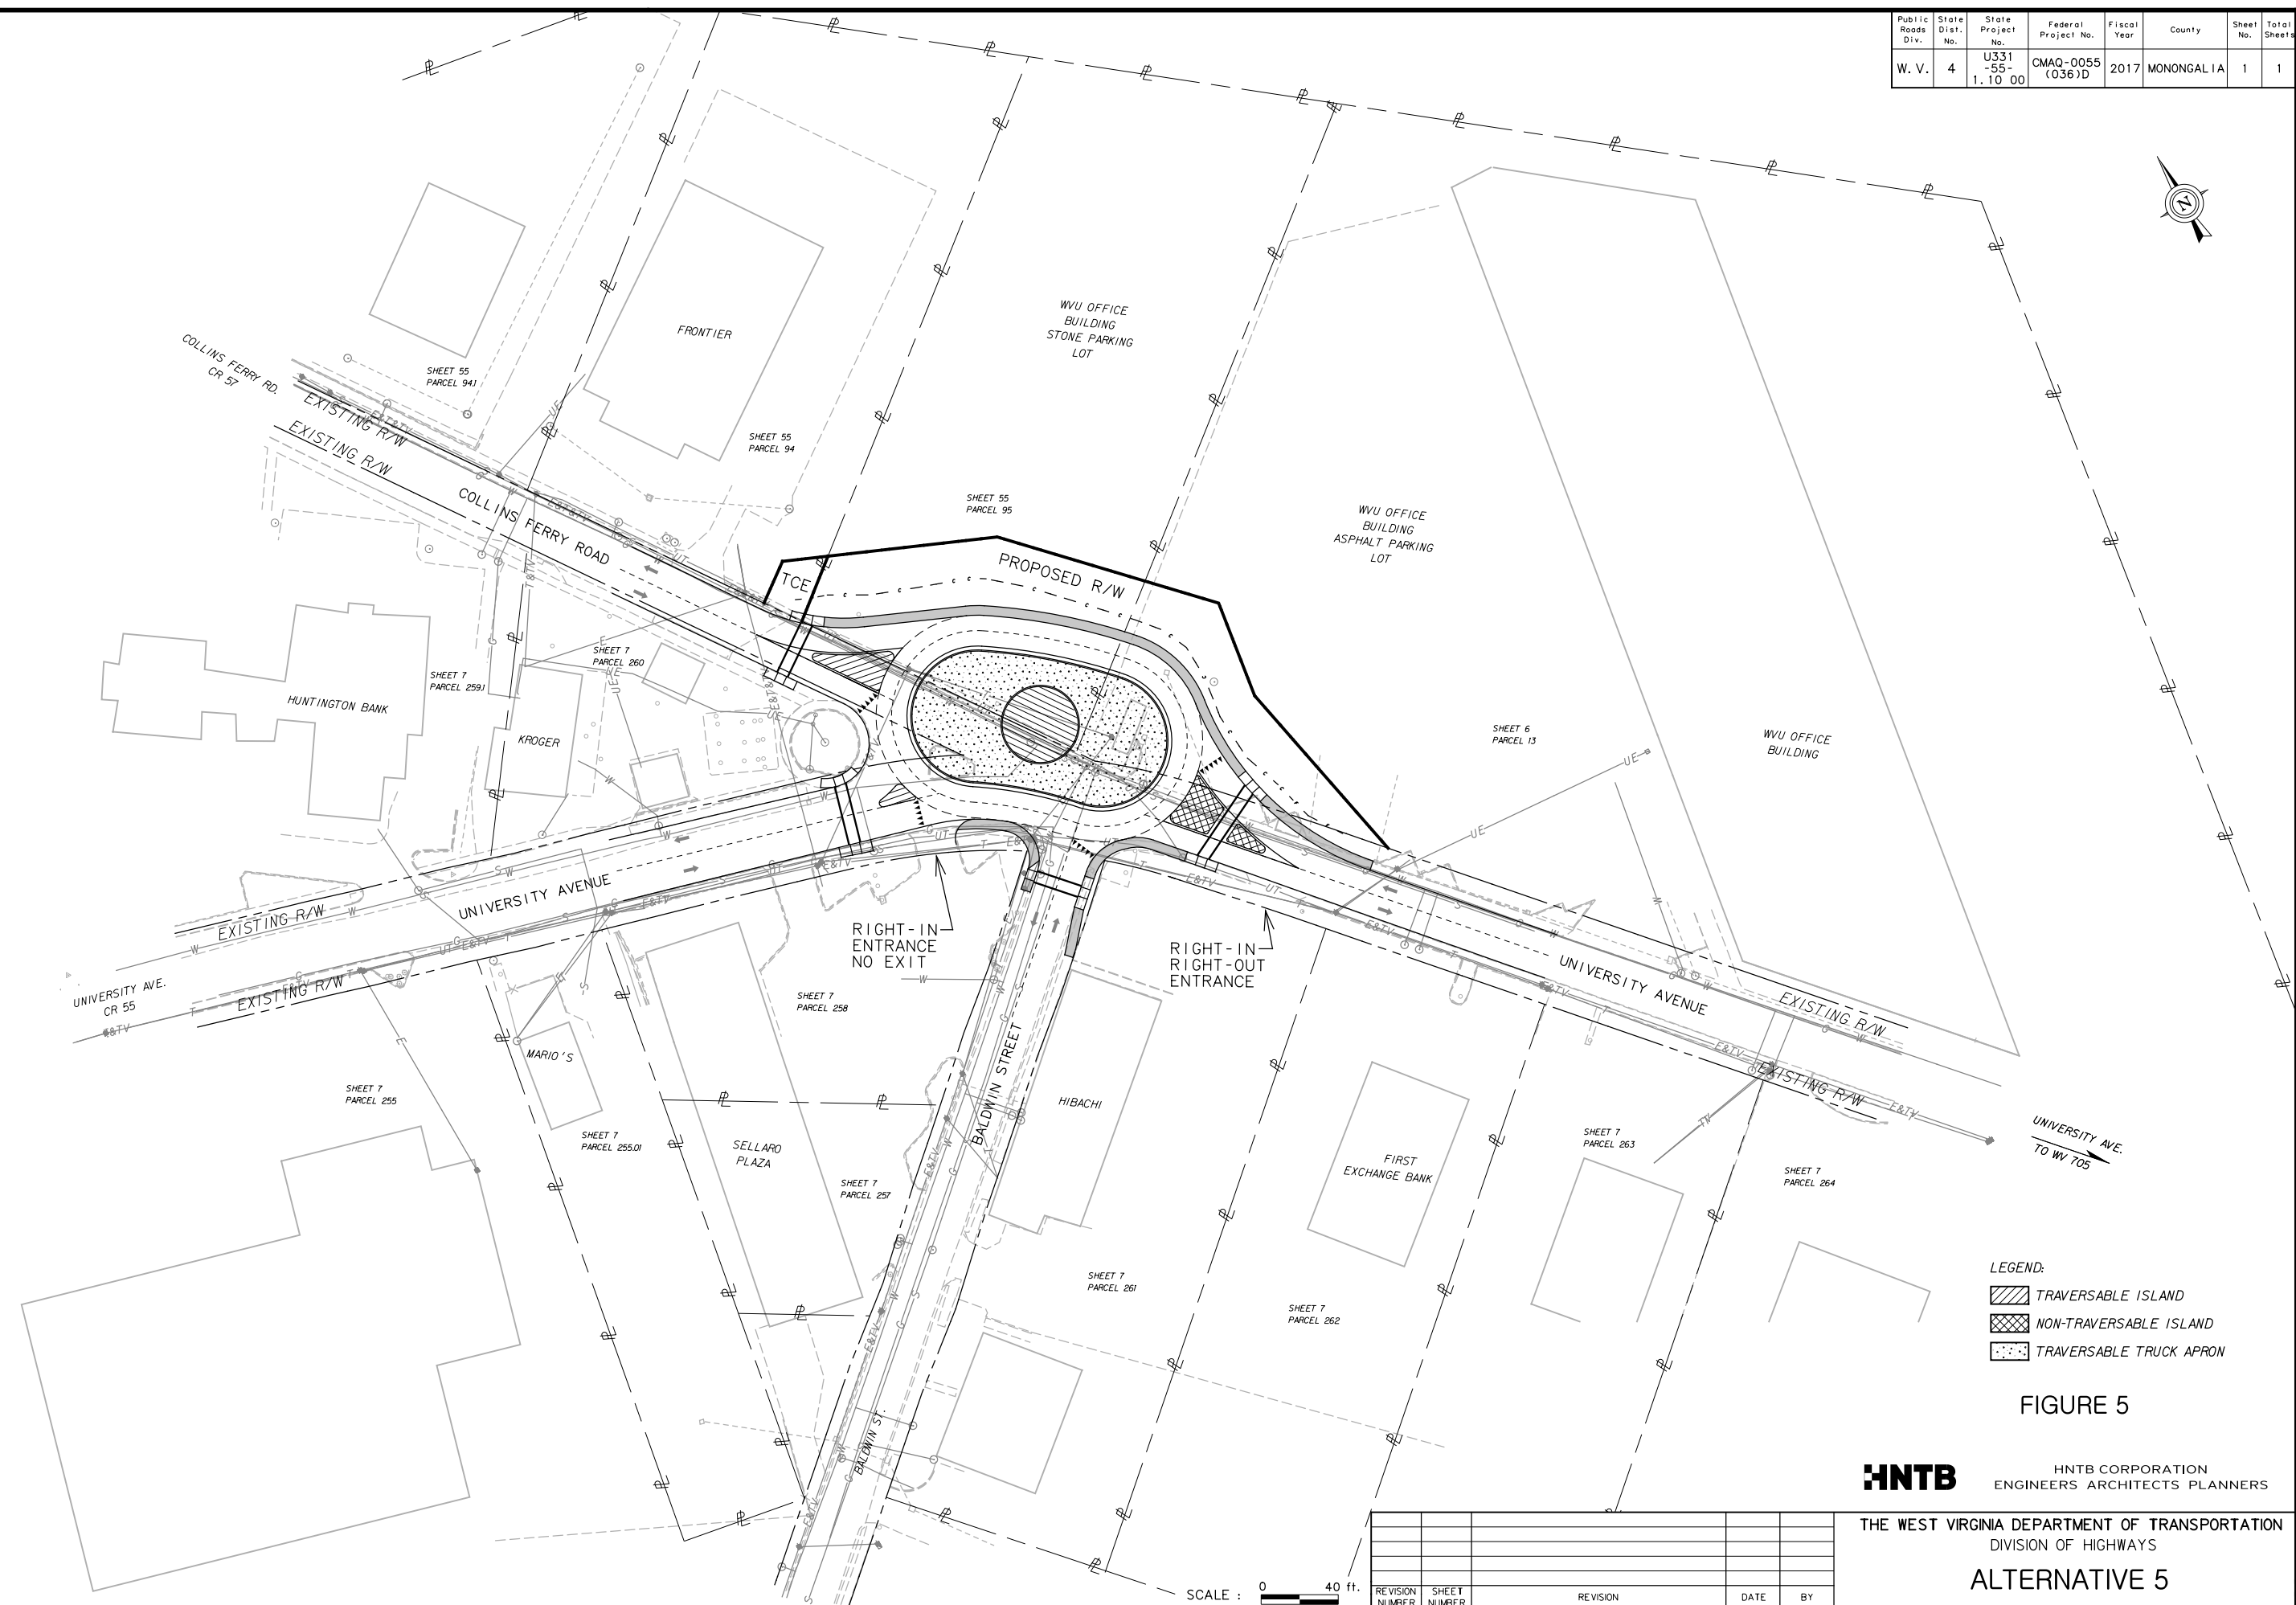 Public Roads Div.
State Dist. No.
State Project No.
Federal Project No.
Fiscal Year
County
Sheet No.
Total Sheets
W. V.
4
U331 -55- 1.10 00
CMAQ-0055 (036)D
2017
MONONGALIA
1
1
N
FRONTIER
WVU OFFICE
BUILDING
STONE PARKING
LOT
COLLINS FERRY RD.
CR 57
SHEET 55
PARCEL 94.1
EXISTING R/W
EXISTING R/W
SHEET 55
PARCEL 94
COLLINS FERRY ROAD
SHEET 55
PARCEL 95
WVU OFFICE
BUILDING
ASPHALT PARKING
LOT
TCE
PROPOSED R/W
SHEET 7
PARCEL 260
SHEET 7
PARCEL 259.1
HUNTINGTON BANK
KROGER
SHEET 6
PARCEL 13
WVU OFFICE
BUILDING
UNIVERSITY AVENUE
EXISTING R/W
RIGHT-IN
ENTRANCE
NO EXIT
RIGHT-IN
RIGHT-OUT
ENTRANCE
UNIVERSITY AVENUE
EXISTING R/W
UNIVERSITY AVE.
CR 55
EXISTING R/W
SHEET 7
PARCEL 258
MARIO'S
BALDWIN STREET
HIBACHI
EXISTING R/W
SHEET 7
PARCEL 255
SHEET 7
PARCEL 255.01
SELLARO
PLAZA
SHEET 7
PARCEL 257
FIRST
EXCHANGE BANK
SHEET 7
PARCEL 263
SHEET 7
PARCEL 264
UNIVERSITY AVE.
TO WV 705
SHEET 7
PARCEL 261
SHEET 7
PARCEL 262
BALDWIN ST.
LEGEND:
TRAVERSABLE ISLAND
NON-TRAVERSABLE ISLAND
TRAVERSABLE TRUCK APRON
FIGURE 5
HNTB
HNTB CORPORATION
ENGINEERS ARCHITECTS PLANNERS
THE WEST VIRGINIA DEPARTMENT OF TRANSPORTATION
DIVISION OF HIGHWAYS
ALTERNATIVE 5
SCALE :
0 40 ft.
REVISION NUMBER
SHEET NUMBER
REVISION
DATE
BY